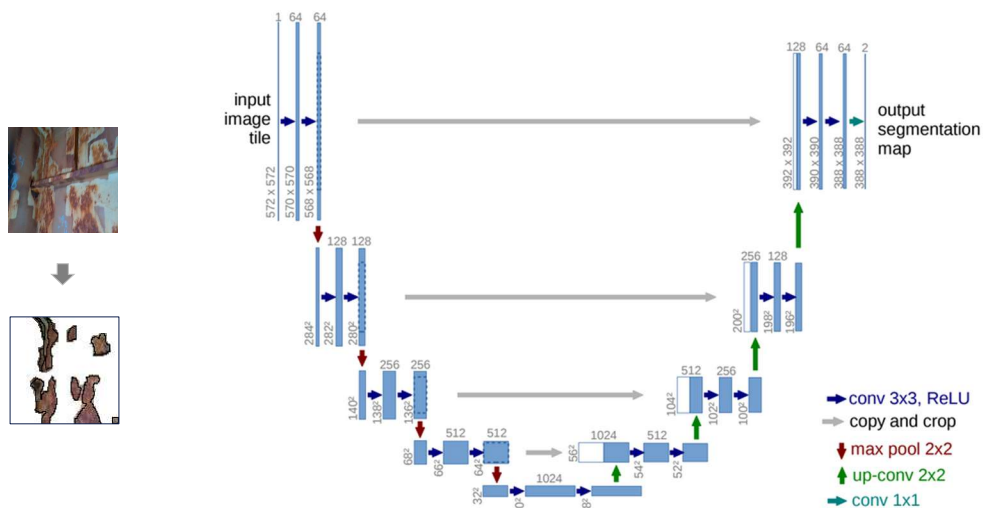 1 64 64
input
image
tile
572 x 572
570 x 570
568 x 568
128 64 64 2
output
segmentation
map
392 x 392
390 x 390
388 x 388
388 x 388
128 128
284²
282²
280²
256 128
200²
198²
196²
256 256
140²
138²
136²
512 256
104²
102²
100²
512 512
68²
66²
64²
1024 512
56²
54²
52²
1024
32²
conv 3x3, ReLU
copy and crop
max pool 2x2
up-conv 2x2
conv 1x1